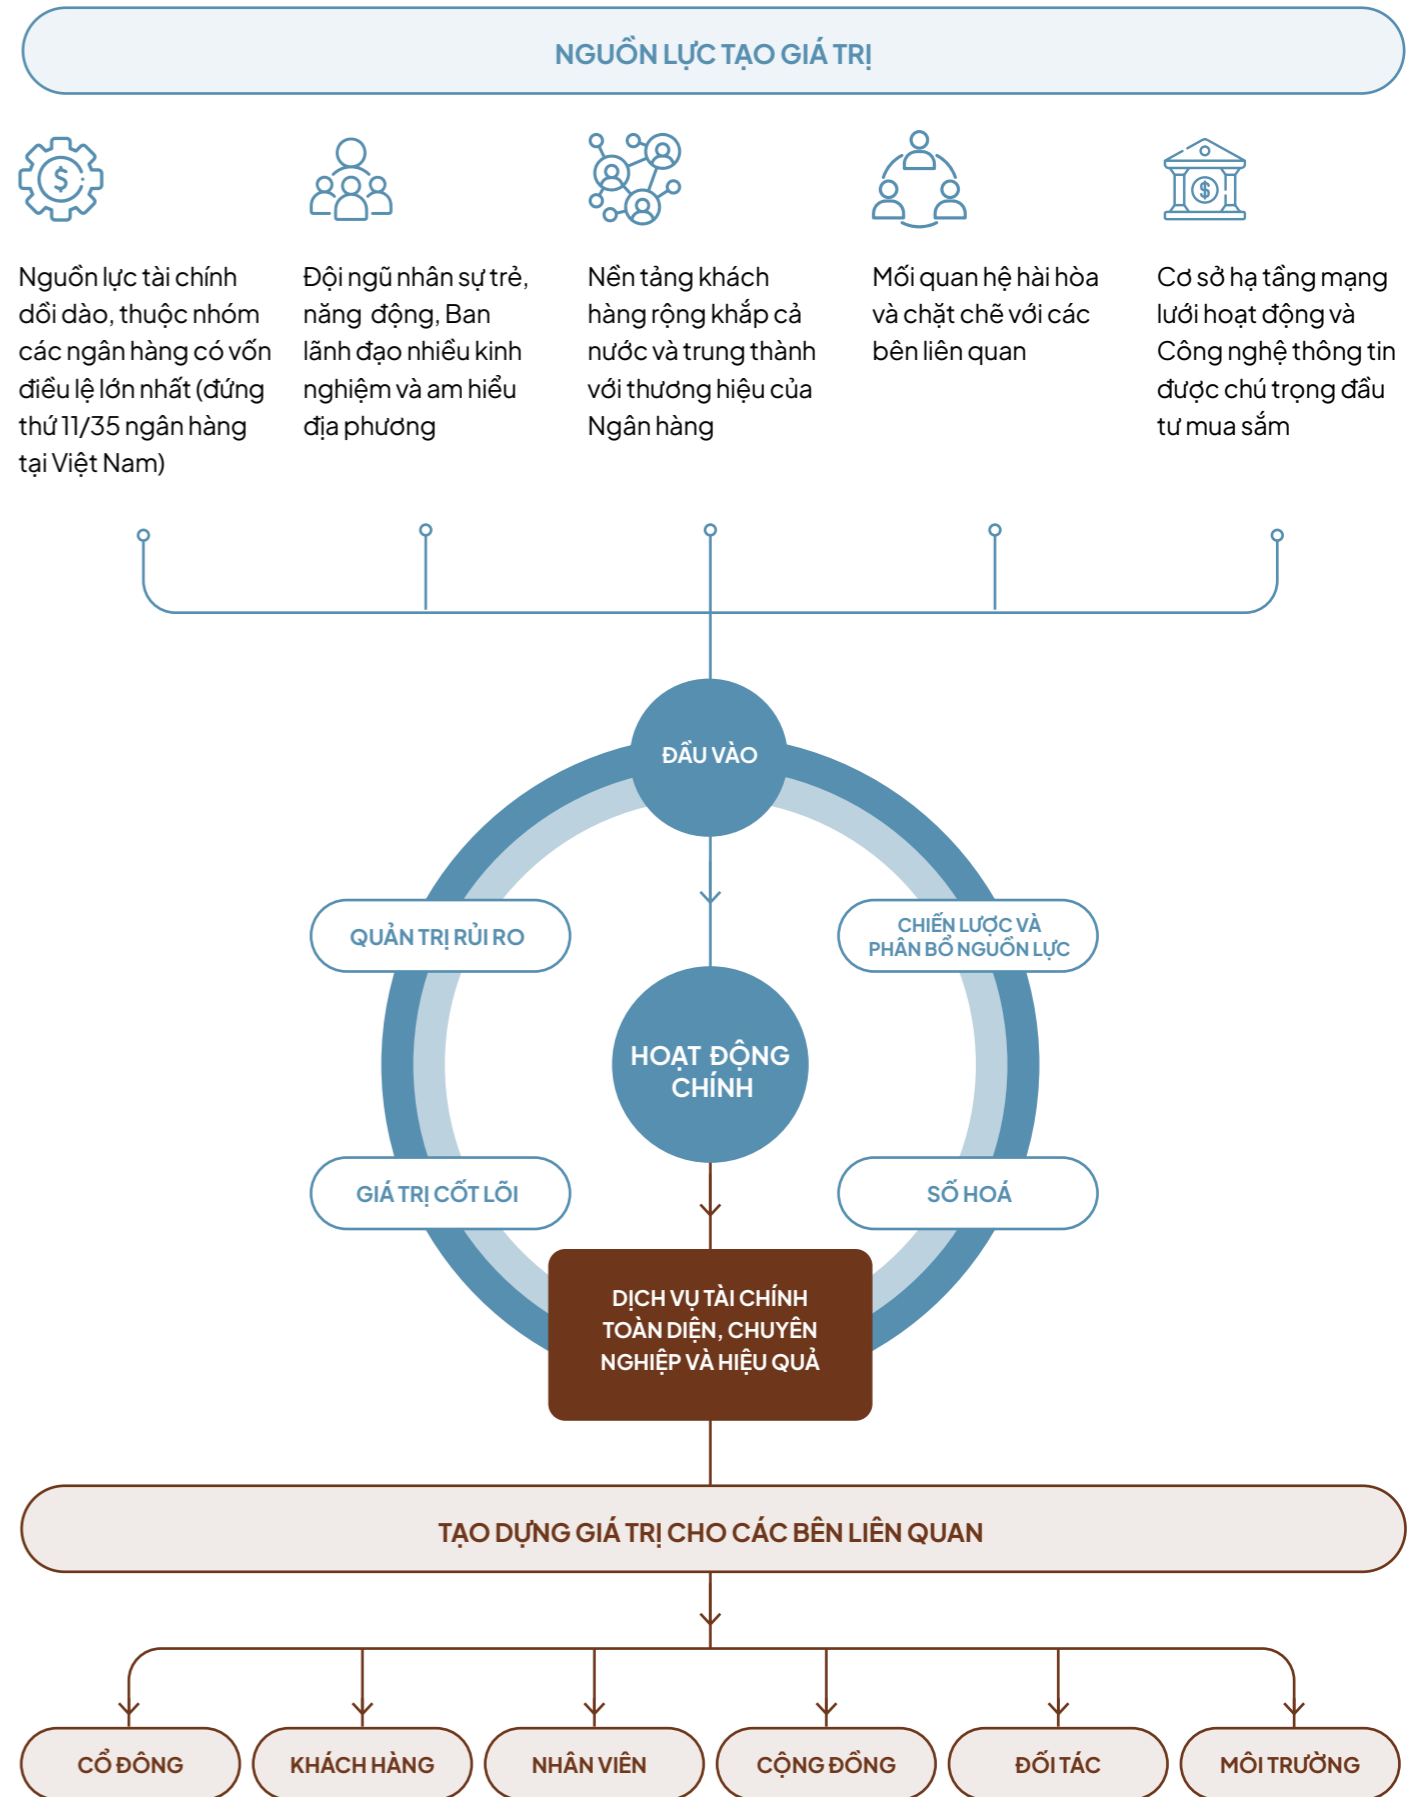 NGUỒN LỰC TẠO GIÁ TRỊ
Nguồn lực tài chính
dồi dào, thuộc nhóm
các ngân hàng có vốn
điều lệ lớn nhất (đứng
thứ 11/35 ngân hàng
tại Việt Nam)
Đội ngũ nhân sự trẻ,
năng động, Ban
lãnh đạo nhiều kinh
nghiệm và am hiểu
địa phương
Nền tảng khách
hàng rộng khắp cả
nước và trung thành
với thương hiệu của
Ngân hàng
Mối quan hệ hài hòa
và chặt chẽ với các
bên liên quan
Cơ sở hạ tầng mạng
lưới hoạt động và
Công nghệ thông tin
được chú trọng đầu
tư mua sắm
ĐẦU VÀO
QUẢN TRỊ RỦI RO
CHIẾN LƯỢC VÀ
PHÂN BỔ NGUỒN LỰC
HOẠT ĐỘNG
CHÍNH
GIÁ TRỊ CỐT LÕI
SỐ HOÁ
DỊCH VỤ TÀI CHÍNH
TOÀN DIỆN, CHUYÊN
NGHIỆP VÀ HIỆU QUẢ
TẠO DỰNG GIÁ TRỊ CHO CÁC BÊN LIÊN QUAN
CỔ ĐÔNG
KHÁCH HÀNG
NHÂN VIÊN
CỘNG ĐỒNG
ĐỐI TÁC
MÔI TRƯỜNG